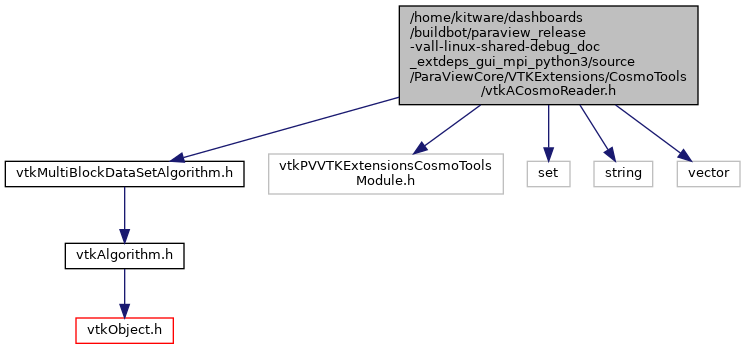 /home/kitware/dashboards
/buildbot/paraview_release
-vall-linux-shared-debug_doc
_extdeps_gui_mpi_python3/source
/ParaViewCore/VTKExtensions/CosmoTools
/vtkACosmoReader.h
vtkMultiBlockDataSetAlgorithm.h
vtkPVVTKExtensionsCosmoTools
Module.h
set
string
vector
vtkAlgorithm.h
vtkObject.h